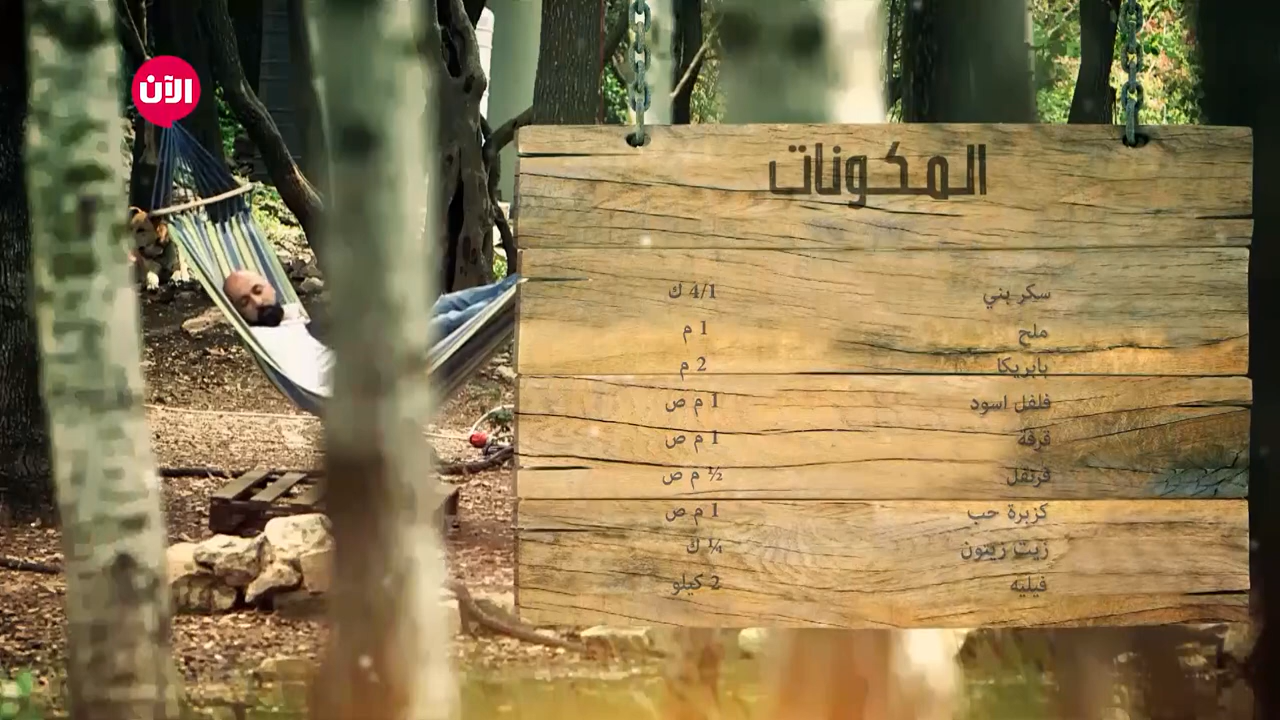 الآن
المكونات
سكر بني 4/1 ك
ملح 1 م
بابريكا 2 م
فلفل اسود 1 م ص
قرفة 1 م ص
قرنفل ½ م ص
كزبرة حب 1 م ص
زيت زيتون ¼ ك
فيليه 2 كيلو